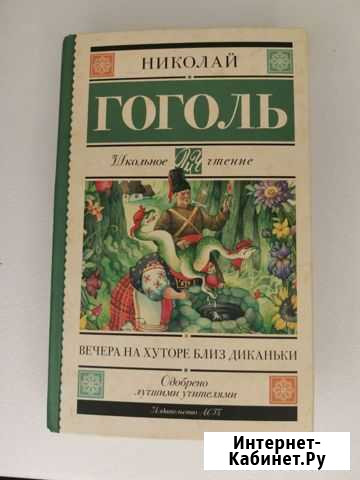 НИКОЛАЙ
ГОГОЛЬ
Школьное чтение
ВЕЧЕРА НА ХУТОРЕ БЛИЗ ДИКАНЬКИ
Одобрено
лучшими учителями
Издательство АСТ
Интернет-
Кабинет.Ру